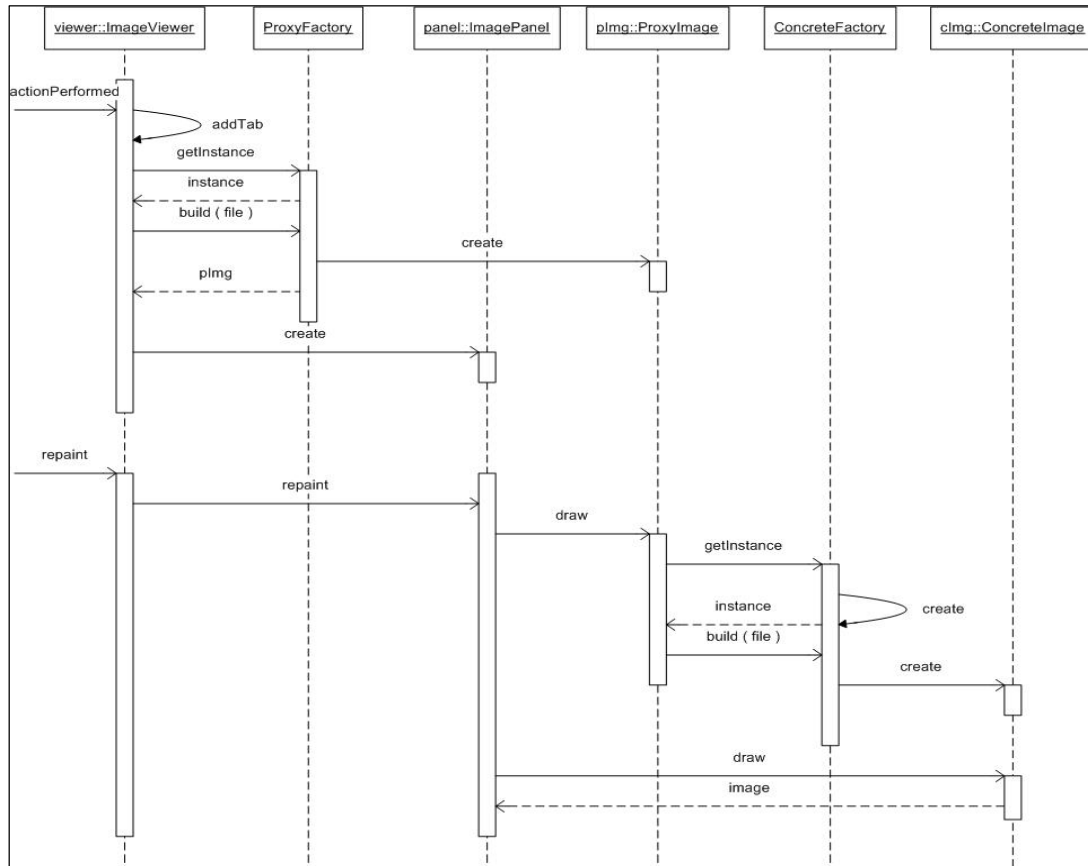 viewer::ImageViewer
ProxyFactory
panel::ImagePanel
pImg::ProxyImage
ConcreteFactory
cImg::ConcreteImage
actionPerformed
addTab
getInstance
instance
build ( file )
create
pImg
create
repaint
repaint
draw
getInstance
create
instance
build ( file )
create
draw
image